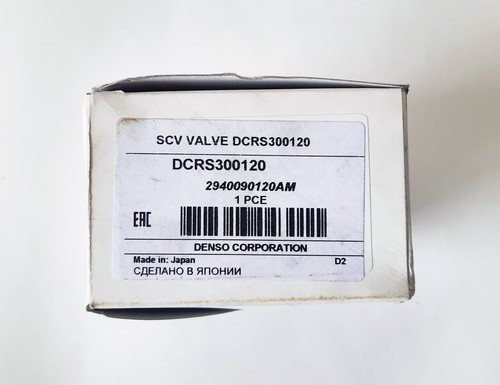 SCV VALVE DCRS300120
DCRS300120
2940090120AM
1 PCE
EAC
DENSO CORPORATION
Made in: Japan D2
СДЕЛАНО В ЯПОНИИ